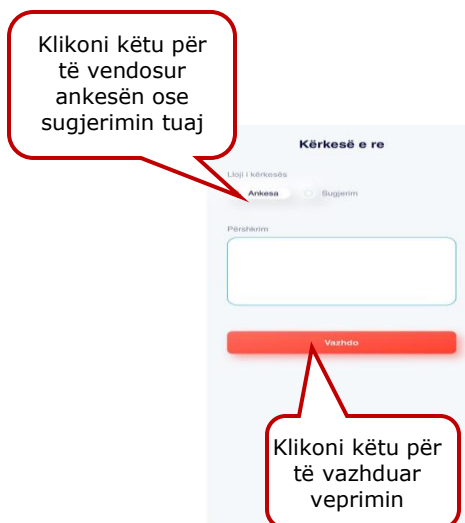 Klikoni këtu për
të vendosur
ankesën ose
sugjerimin tuaj
Kërkesë e re
Lloji i kërkesës
Ankesa Sugjerim
Përshkrim
Vazhdo
Klikoni këtu për
të vazhduar
veprimin